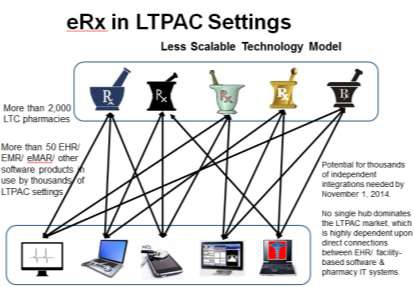 eRx in LTPAC Settings
Less Scalable Technology Model
R
Rx
Rx
Rx
R
More than 2,000
LTC pharmacies
More than 50 EHR/
EMR/ eMAR/ other
software products in
use by thousands of
LTPAC settings
Potential for thousands
of independent
integrations needed by
November 1, 2014.
No single hub dominates
the LTPAC market, which
is highly dependent upon
direct connections
between EHR/ facility-
based software &
pharmacy IT systems.